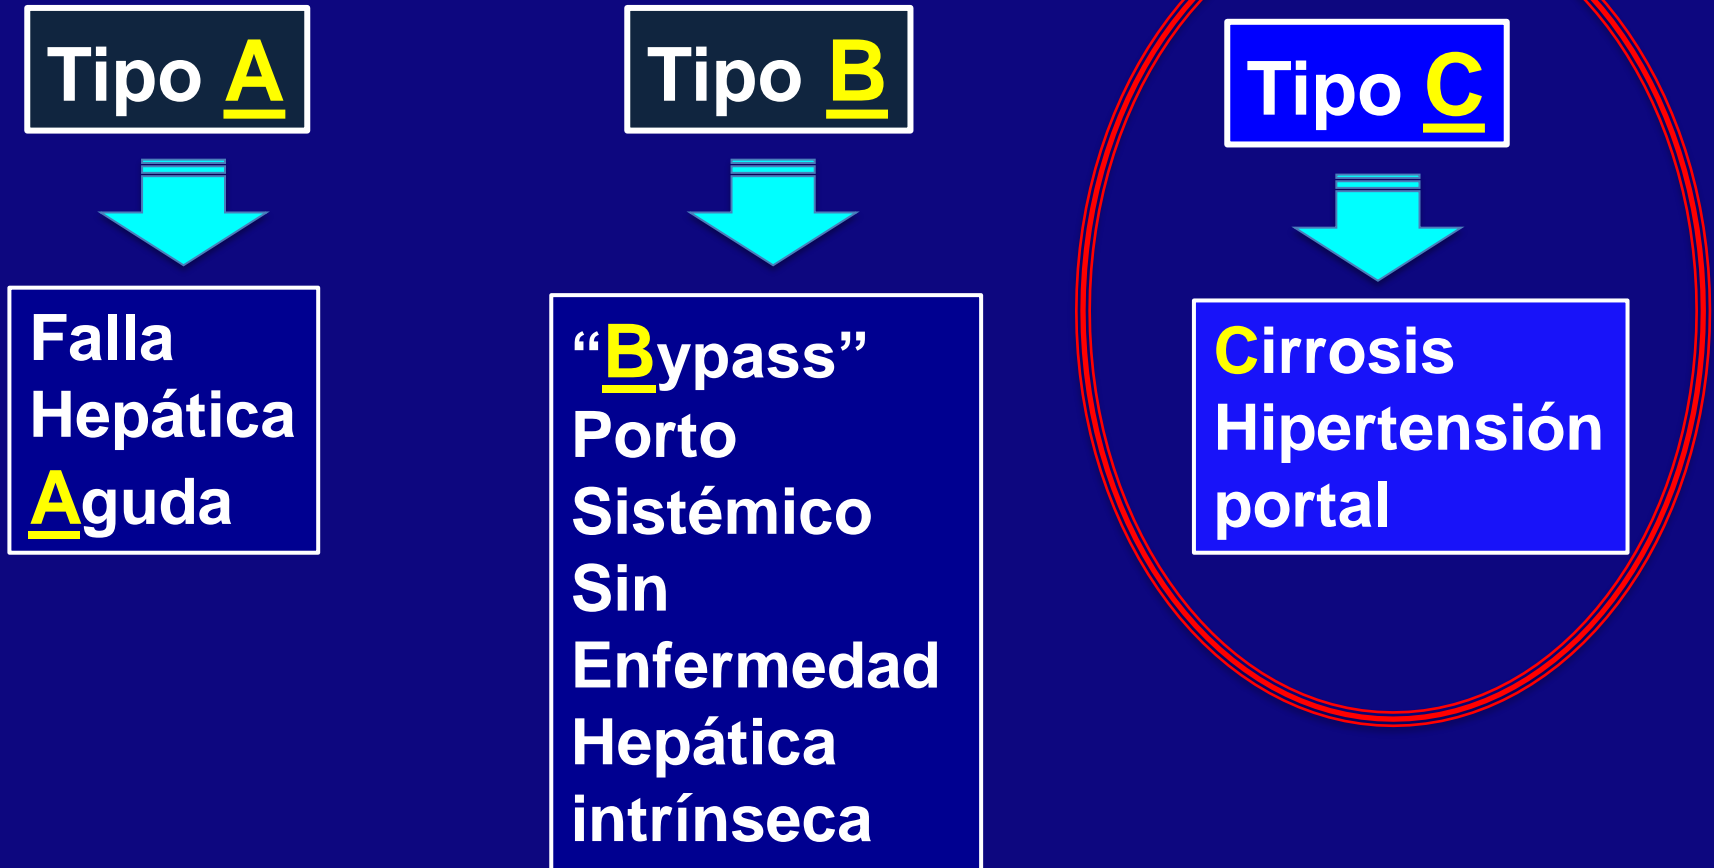 Tipo A
Falla
Hepática
Aguda
Tipo B
“Bypass”
Porto
Sistémico
Sin
Enfermedad
Hepática
intrínseca
Tipo C
Cirrosis
Hipertensión
portal